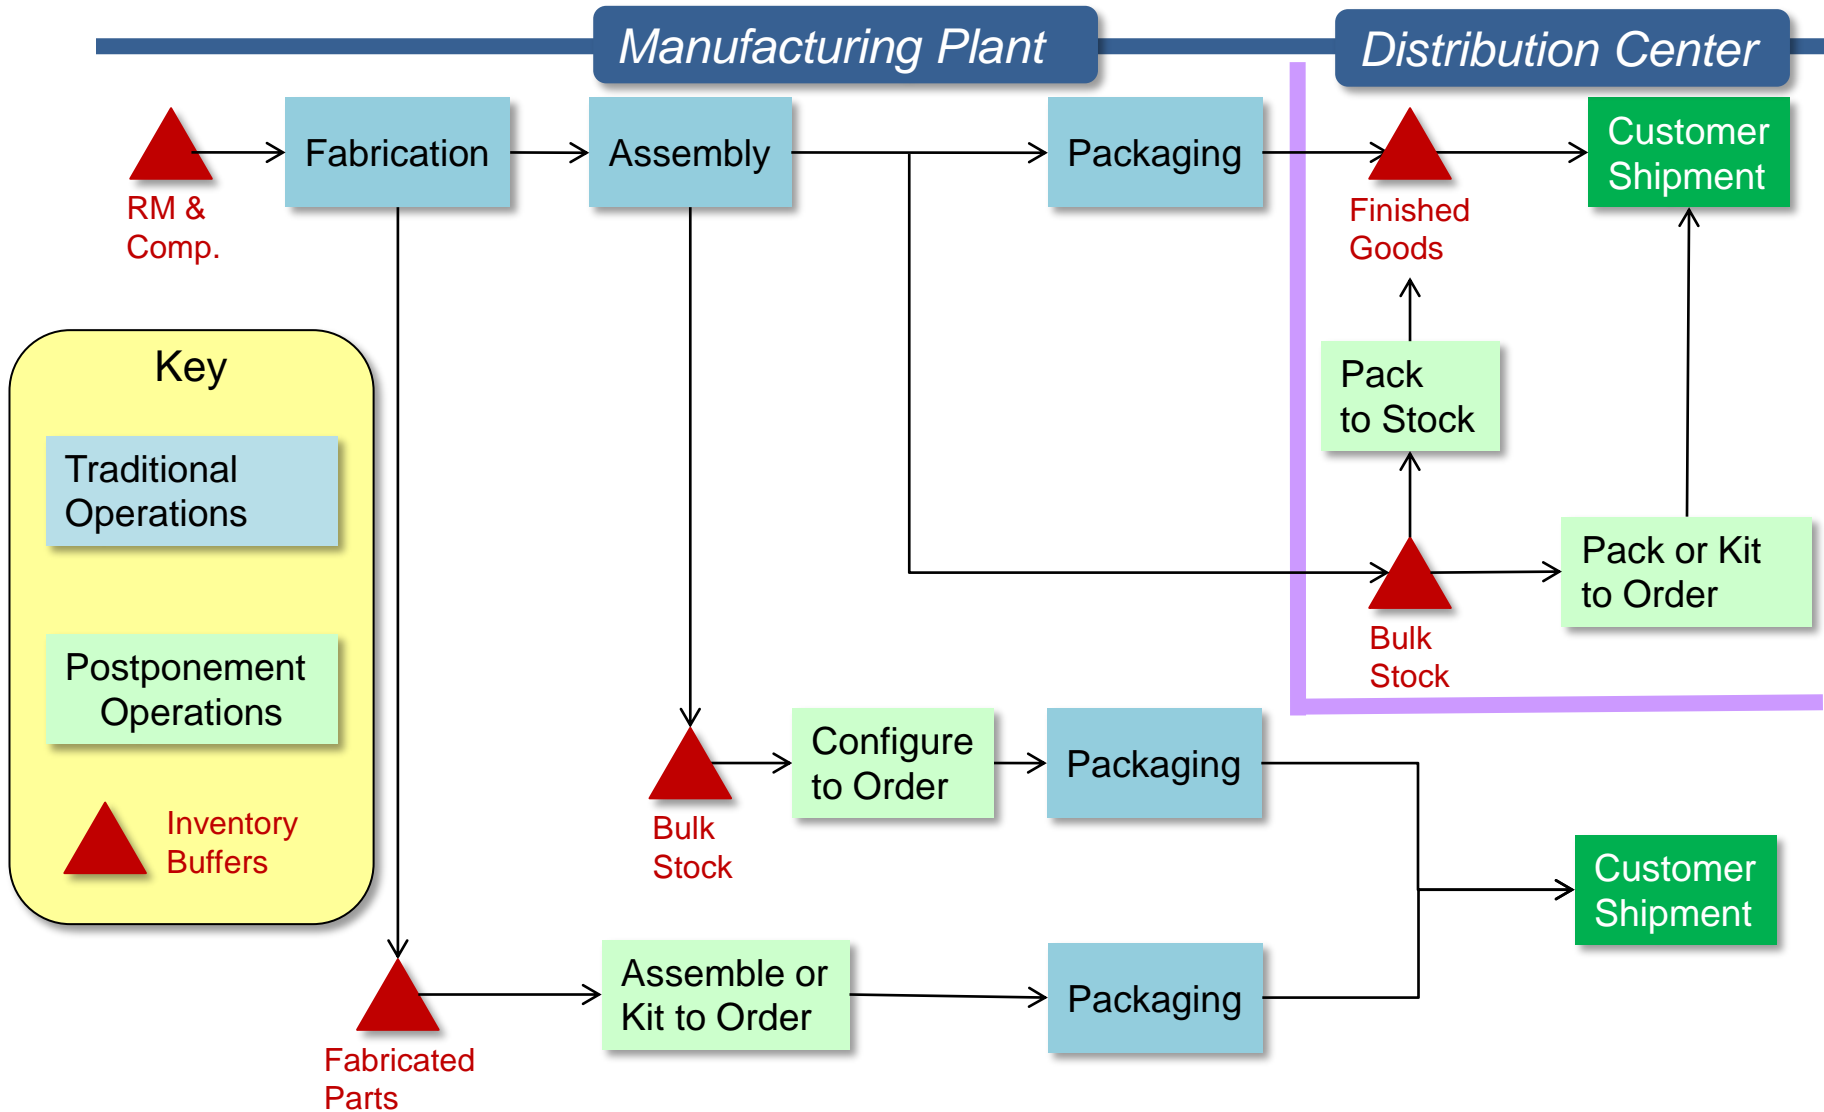 Manufacturing Plant
Distribution Center
Fabrication
Assembly
Packaging
Customer
Shipment
RM &
Comp.
Finished
Goods
Key
Traditional
Operations
Postponement
Operations
Inventory
Buffers
Pack
to Stock
Pack or Kit
to Order
Bulk
Stock
Configure
to Order
Packaging
Bulk
Stock
Customer
Shipment
Assemble or
Kit to Order
Packaging
Fabricated
Parts